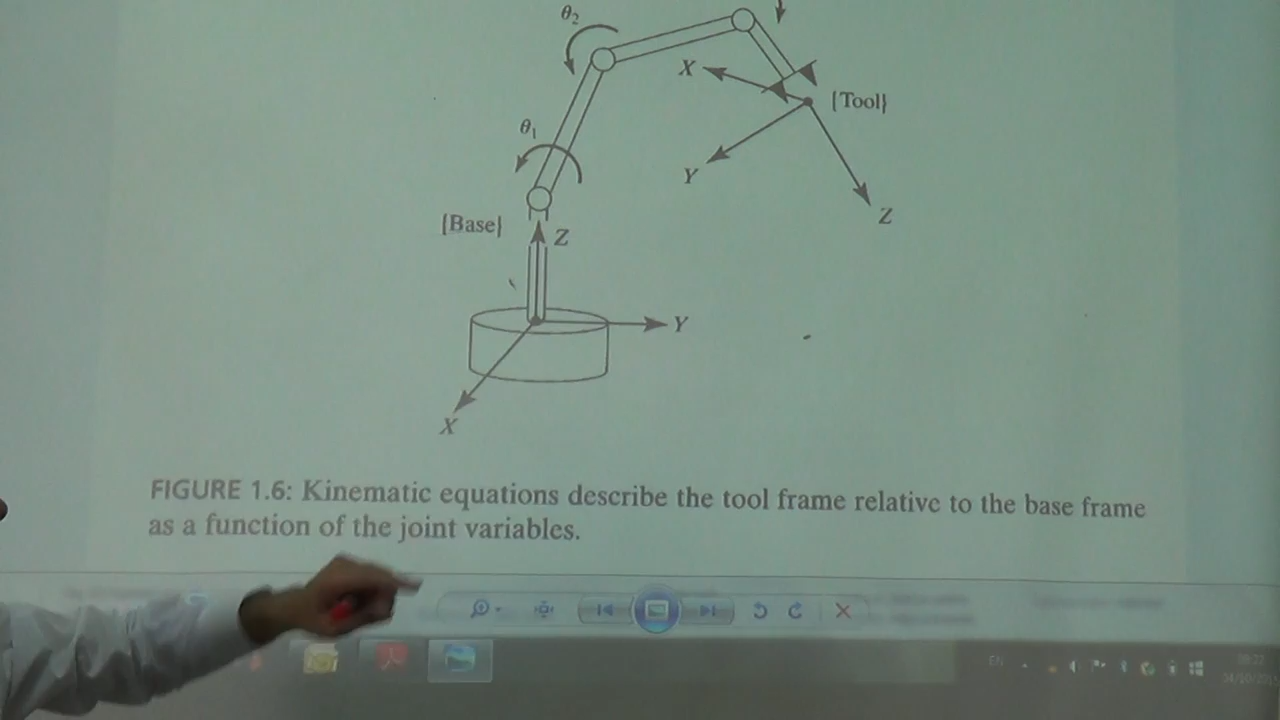 θ₂
X
{Tool}
θ₁
Y
Z
{Base}
Z
Y
X
FIGURE 1.6: Kinematic equations describe the tool frame relative to the base frame
as a function of the joint variables.
EN